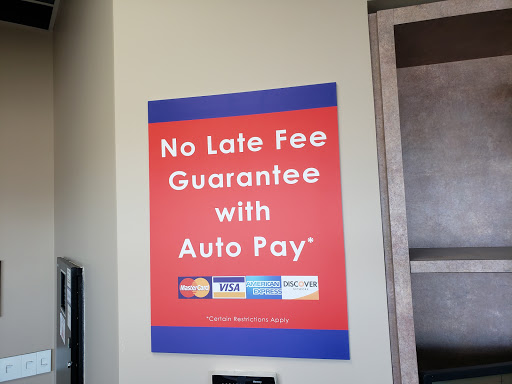 No Late Fee
Guarantee
with
Auto Pay*
MasterCard VISA AMERICAN EXPRESS DISCOVER
*Certain Restrictions Apply